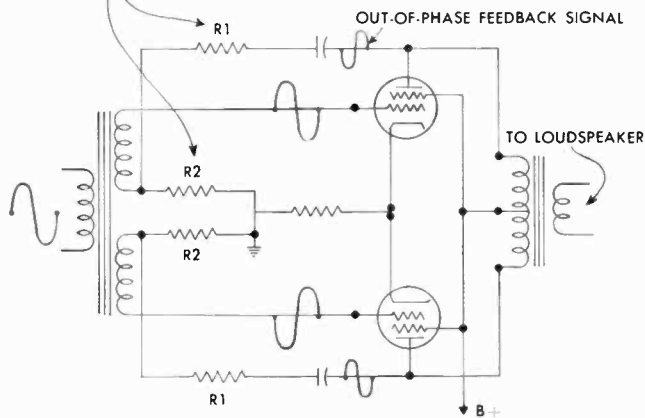 OUT-OF-PHASE FEEDBACK SIGNAL
R1
TO LOUDSPEAKER
R2
R2
R1
B+